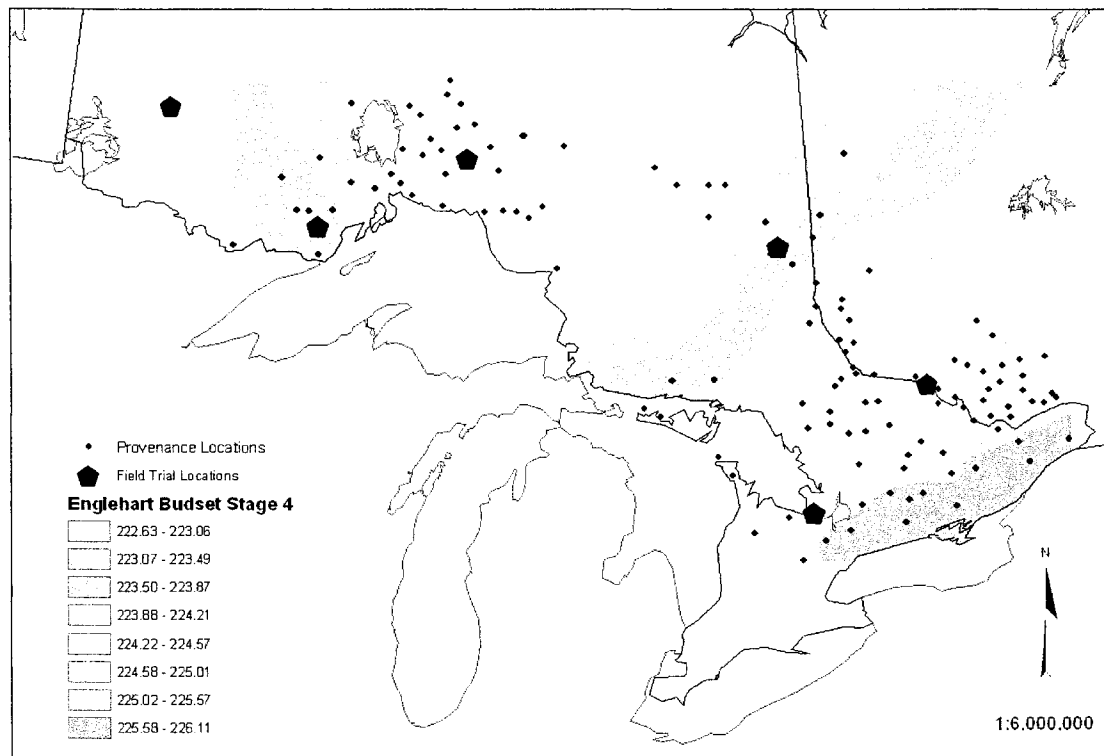 Provenance Locations
Field Trial Locations
Englehart Budset Stage 4
222.63 - 223.06
223.07 - 223.49
223.50 - 223.87
223.88 - 224.21
224.22 - 224.57
224.58 - 225.01
225.02 - 225.57
225.58 - 226.11
N
1:6,000,000